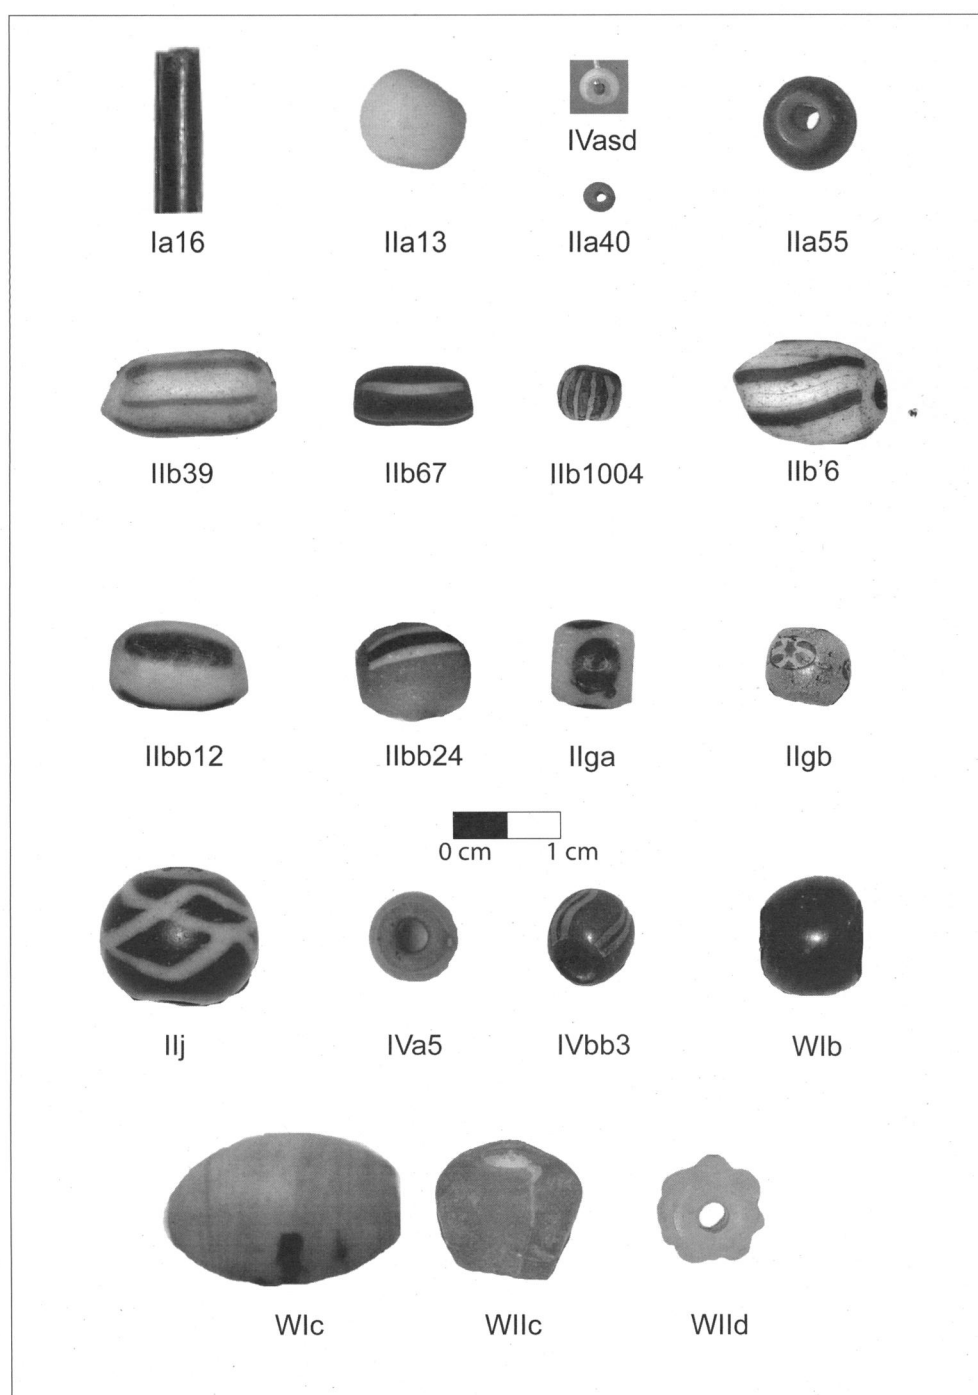 IVasd
Ia16 IIa13 IIa40 IIa55
IIb39 IIb67 IIb1004 IIb'6
IIbb12 IIbb24 IIga IIgb
0 cm 1 cm
IIj IVa5 IVbb3 WIb
WIc WIIc WIId